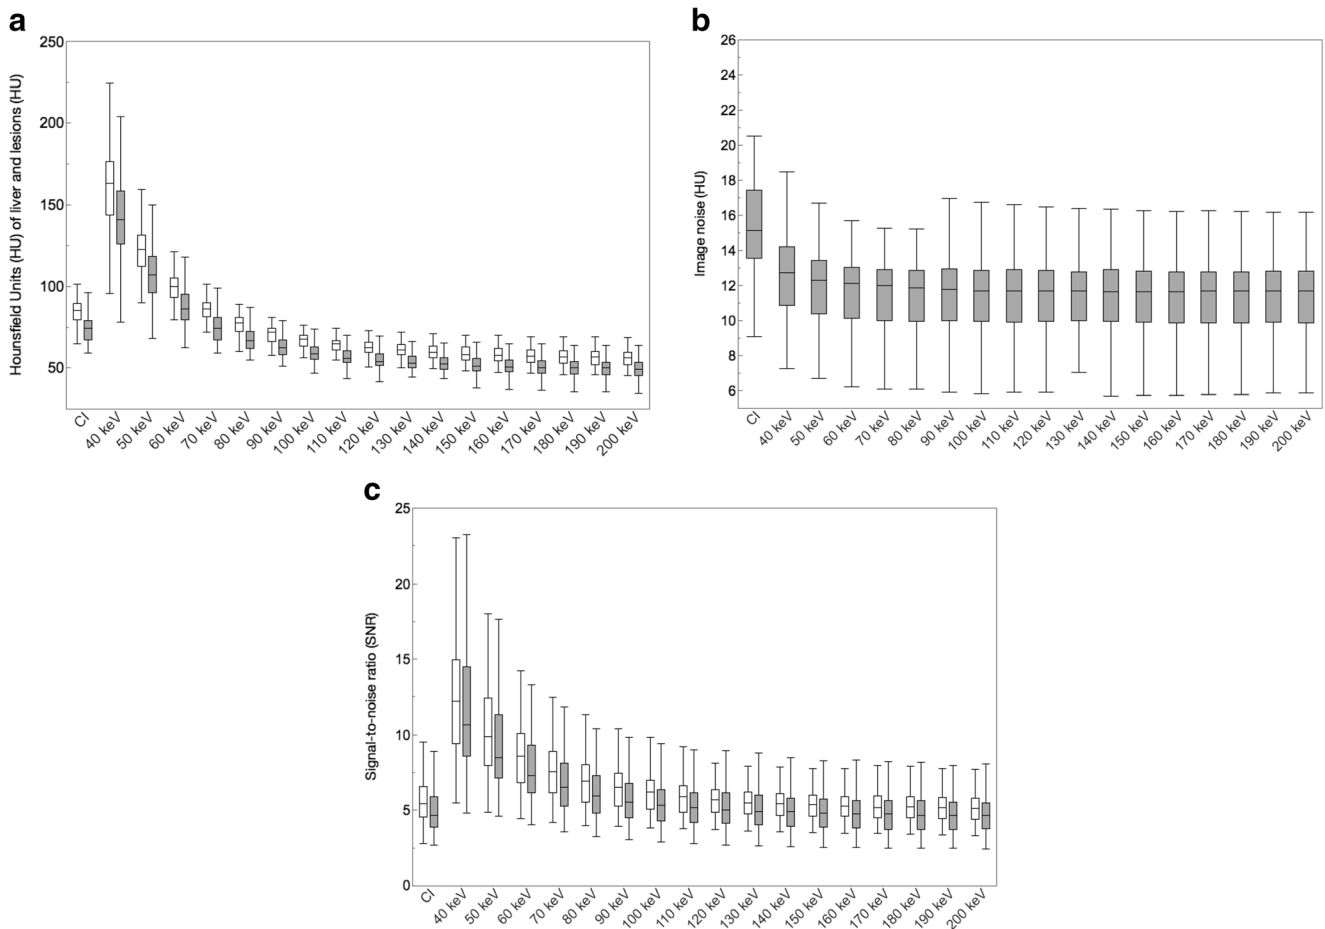 a
Hounsfield Units (HU) of liver and lesions (HU)
250
200
150
100
50
CI
40 keV
50 keV
60 keV
70 keV
80 keV
90 keV
100 keV
110 keV
120 keV
130 keV
140 keV
150 keV
160 keV
170 keV
180 keV
190 keV
200 keV
b
Image noise (HU)
26
24
22
20
18
16
14
12
10
8
6
CI
40 keV
50 keV
60 keV
70 keV
80 keV
90 keV
100 keV
110 keV
120 keV
130 keV
140 keV
150 keV
160 keV
170 keV
180 keV
190 keV
200 keV
c
Signal-to-noise ratio (SNR)
25
20
15
10
5
0
CI
40 keV
50 keV
60 keV
70 keV
80 keV
90 keV
100 keV
110 keV
120 keV
130 keV
140 keV
150 keV
160 keV
170 keV
180 keV
190 keV
200 keV